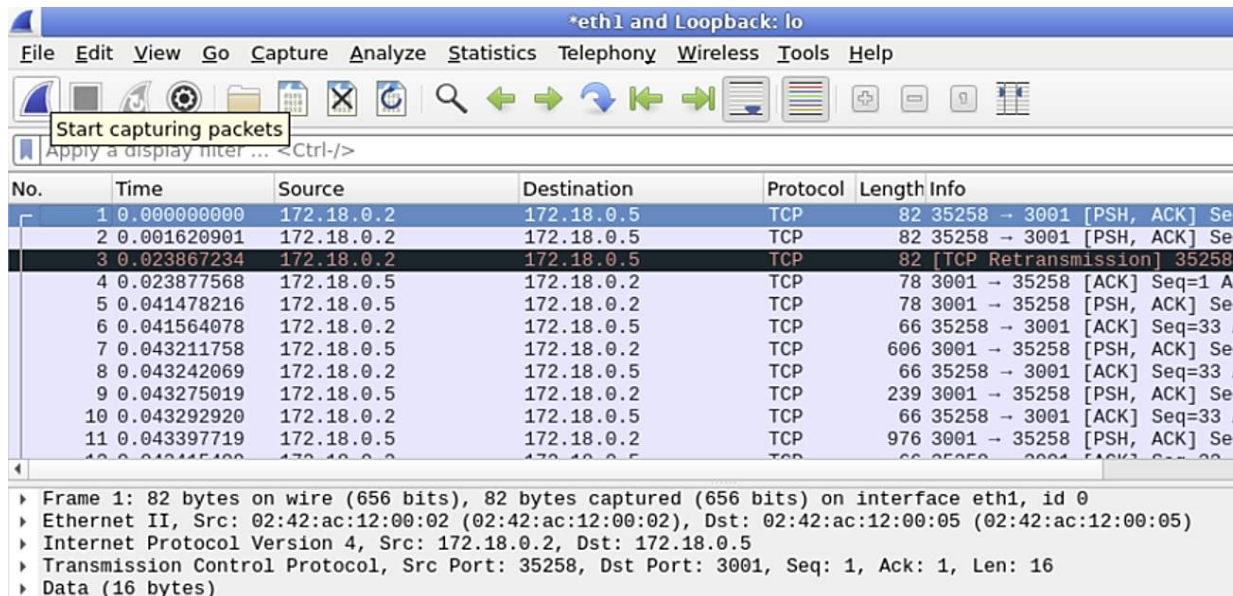 *eth1 and Loopback: lo
File Edit View Go Capture Analyze Statistics Telephony Wireless Tools Help
Start capturing packets
Apply a display filter ... <Ctrl-/>
No. Time Source Destination Protocol Length Info
1 0.000000000 172.18.0.2 172.18.0.5 TCP 82 35258 → 3001 [PSH, ACK] Se
2 0.001620901 172.18.0.2 172.18.0.5 TCP 82 35258 → 3001 [PSH, ACK] Se
3 0.023867234 172.18.0.2 172.18.0.5 TCP 82 [TCP Retransmission] 35258
4 0.023877568 172.18.0.5 172.18.0.2 TCP 78 3001 → 35258 [ACK] Seq=1 A
5 0.041478216 172.18.0.5 172.18.0.2 TCP 78 3001 → 35258 [PSH, ACK] Se
6 0.041564078 172.18.0.2 172.18.0.5 TCP 66 35258 → 3001 [ACK] Seq=33
7 0.043211758 172.18.0.5 172.18.0.2 TCP 606 3001 → 35258 [PSH, ACK] Se
8 0.043242069 172.18.0.2 172.18.0.5 TCP 66 35258 → 3001 [ACK] Seq=33
9 0.043275019 172.18.0.5 172.18.0.2 TCP 239 3001 → 35258 [PSH, ACK] Se
10 0.043292920 172.18.0.2 172.18.0.5 TCP 66 35258 → 3001 [ACK] Seq=33
11 0.043397719 172.18.0.5 172.18.0.2 TCP 976 3001 → 35258 [PSH, ACK] Se
Frame 1: 82 bytes on wire (656 bits), 82 bytes captured (656 bits) on interface eth1, id 0
Ethernet II, Src: 02:42:ac:12:00:02 (02:42:ac:12:00:02), Dst: 02:42:ac:12:00:05 (02:42:ac:12:00:05)
Internet Protocol Version 4, Src: 172.18.0.2, Dst: 172.18.0.5
Transmission Control Protocol, Src Port: 35258, Dst Port: 3001, Seq: 1, Ack: 1, Len: 16
Data (16 bytes)